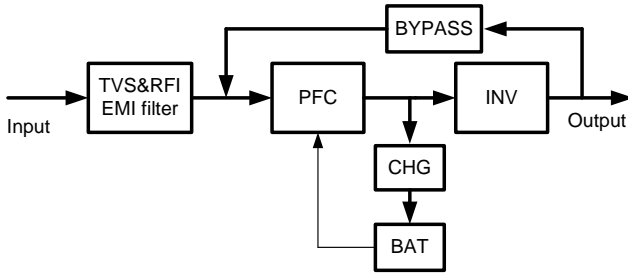 BYPASS
TVS&RFI
EMI filter
PFC
INV
Input
Output
CHG
BAT